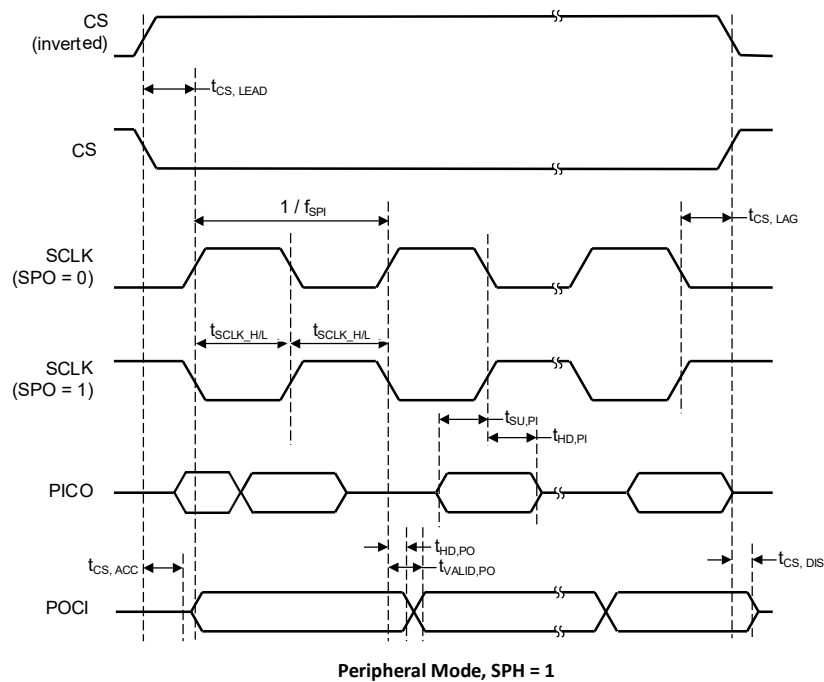 CS
(inverted)
tCS, LEAD
CS
1 / fSPI
tCS, LAG
SCLK
(SPO = 0)
tSCLK_H/L
tSCLK_H/L
SCLK
(SPO = 1)
tSU,PI
tHD,PI
PICO
tHD,PO
tVALID,PO
tCS, ACC
tCS, DIS
POCI
Peripheral Mode, SPH = 1